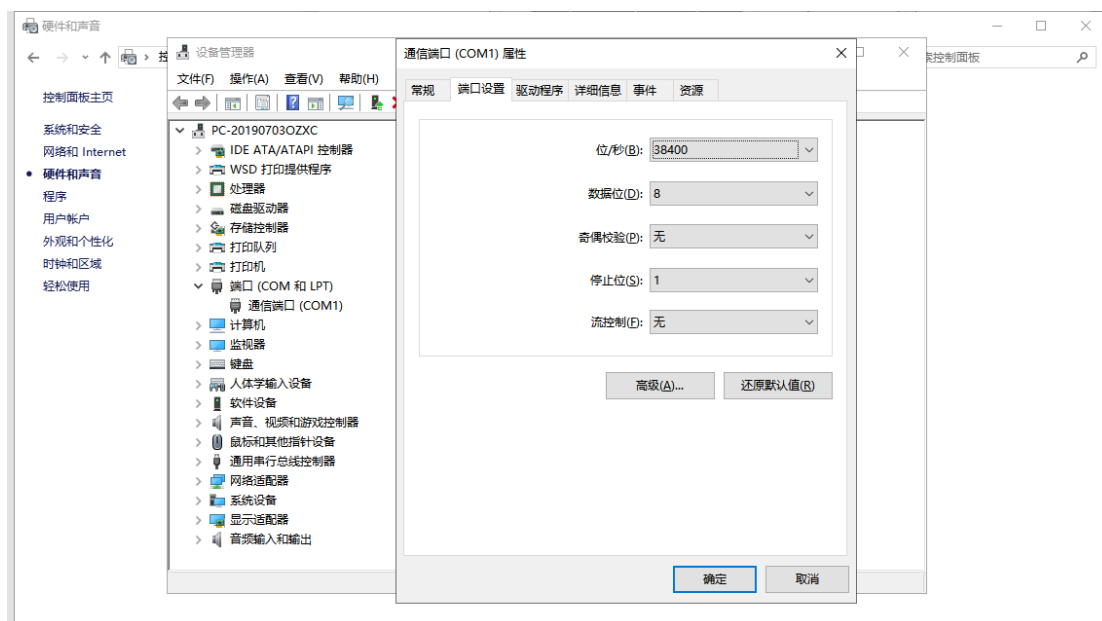 硬件和声音
控
索控制面板
控制面板主页
系统和安全
网络和 Internet
硬件和声音
程序
用户帐户
外观和个性化
时钟和区域
轻松使用
设备管理器
文件(F) 操作(A) 查看(V) 帮助(H)
PC-20190703OZXC
IDE ATA/ATAPI 控制器
WSD 打印提供程序
处理器
磁盘驱动器
存储控制器
打印队列
打印机
端口 (COM 和 LPT)
通信端口 (COM1)
计算机
监视器
键盘
人体学输入设备
软件设备
声音、视频和游戏控制器
鼠标和其他指针设备
通用串行总线控制器
网络适配器
系统设备
显示适配器
音频输入和输出
通信端口 (COM1) 属性
常规 端口设置 驱动程序 详细信息 事件 资源
位/秒(B): 38400
数据位(D): 8
奇偶校验(P): 无
停止位(S): 1
流控制(F): 无
高级(A)... 还原默认值(R)
确定 取消